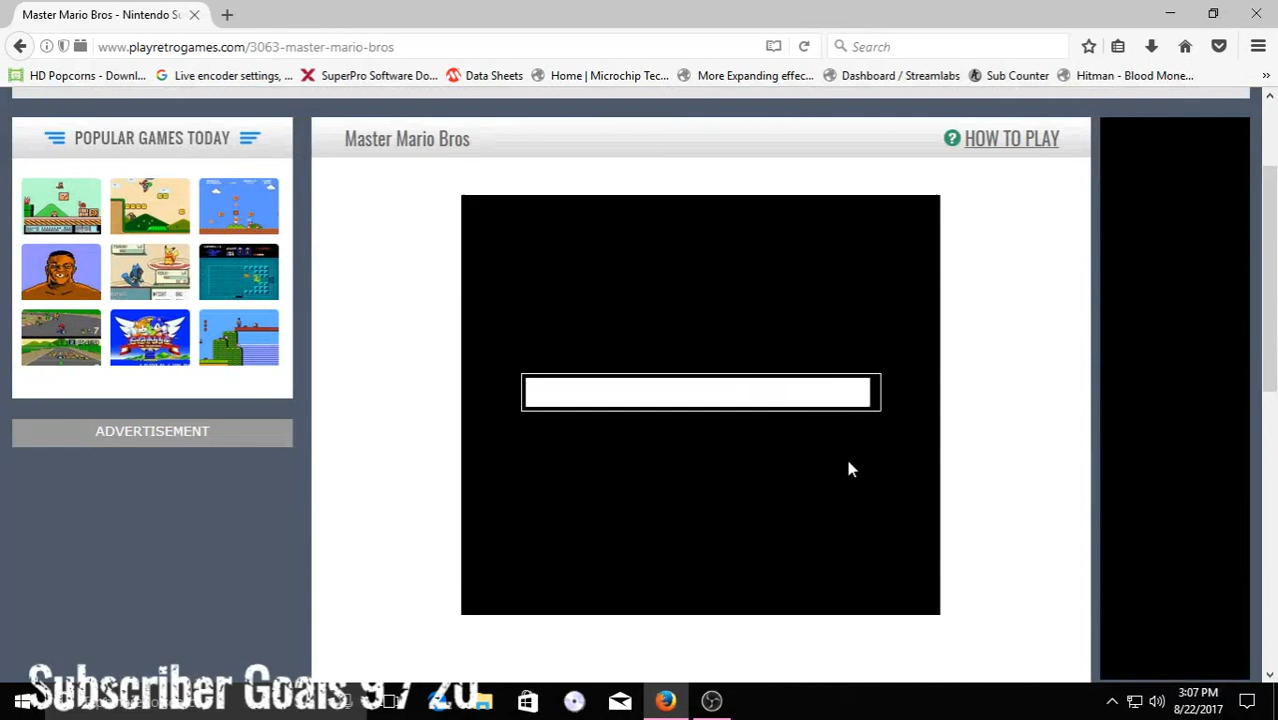 Master Mario Bros - Nintendo Su
www.playretrogames.com/3063-master-mario-bros
Search
HD Popcorns - Downl...
Live encoder settings, ...
SuperPro Software Do...
Data Sheets
Home | Microchip Tec...
More Expanding effec...
Dashboard / Streamlabs
Sub Counter
Hitman - Blood Mone...
POPULAR GAMES TODAY
Master Mario Bros
? HOW TO PLAY
ADVERTISEMENT
Subscriber Goals
3:07 PM
8/22/2017